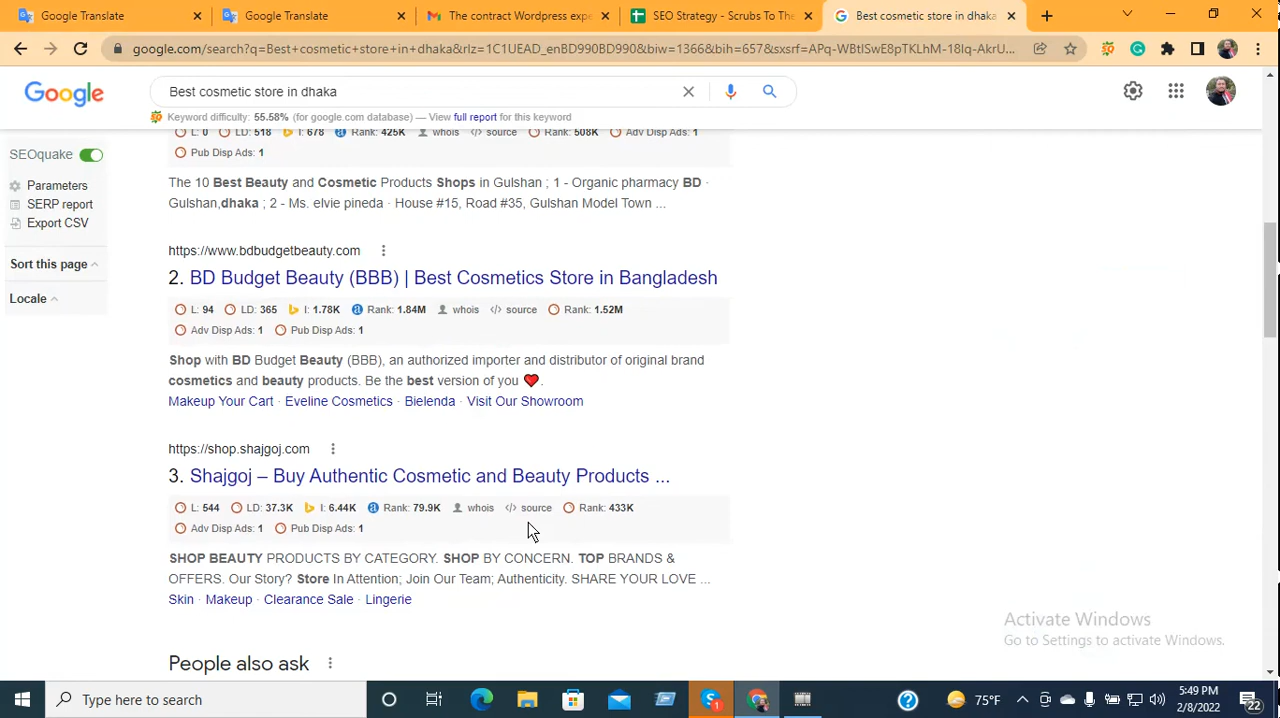 Google Translate
Google Translate
The contract Wordpress expe
SEO Strategy - Scrubs To The
Best cosmetic store in dhaka
google.com/search?q=Best+cosmetic+store+in+dhaka&rlz=1C1UEAD_enBD990BD990&biw=1366&bih=657&sxsrf=APq-WBtlSwE8pTKLhM-18Iq-AkrU...
Google
Best cosmetic store in dhaka
Keyword difficulty: 55.58% (for google.com database) — View full report for this keyword
SEOquake
Parameters
SERP report
Export CSV
Sort this page
Locale
L: 0 LD: 518 I: 678 Rank: 425K whois source Rank: 508K Adv Disp Ads: 1
Pub Disp Ads: 1
The 10 Best Beauty and Cosmetic Products Shops in Gulshan ; 1 - Organic pharmacy BD ·
Gulshan,dhaka ; 2 - Ms. elvie pineda · House #15, Road #35, Gulshan Model Town ...
https://www.bdbudgetbeauty.com
2. BD Budget Beauty (BBB) | Best Cosmetics Store in Bangladesh
L: 94 LD: 365 I: 1.78K Rank: 1.84M whois source Rank: 1.52M
Adv Disp Ads: 1 Pub Disp Ads: 1
Shop with BD Budget Beauty (BBB), an authorized importer and distributor of original brand
cosmetics and beauty products. Be the best version of you ❤️.
Makeup Your Cart · Eveline Cosmetics · Bielenda · Visit Our Showroom
https://shop.shajgoj.com
3. Shajgoj – Buy Authentic Cosmetic and Beauty Products ...
L: 544 LD: 37.3K I: 6.44K Rank: 79.9K whois source Rank: 433K
Adv Disp Ads: 1 Pub Disp Ads: 1
SHOP BEAUTY PRODUCTS BY CATEGORY. SHOP BY CONCERN. TOP BRANDS &
OFFERS. Our Story? Store In Attention; Join Our Team; Authenticity. SHARE YOUR LOVE ...
Skin · Makeup · Clearance Sale · Lingerie
People also ask
Activate Windows
Go to Settings to activate Windows.
Type here to search
1
75°F
5:49 PM
2/8/2022
22